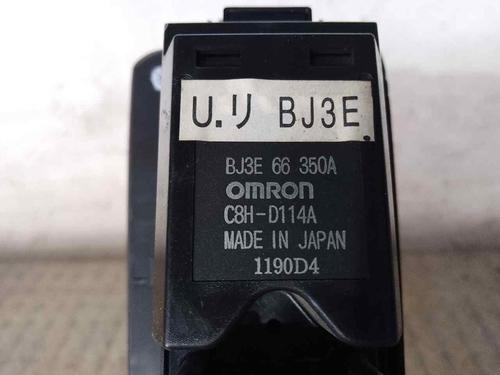 U.リ BJ3E
BJ3E 66 350A
OMRON
C8H-D114A
MADE IN JAPAN
1190D4